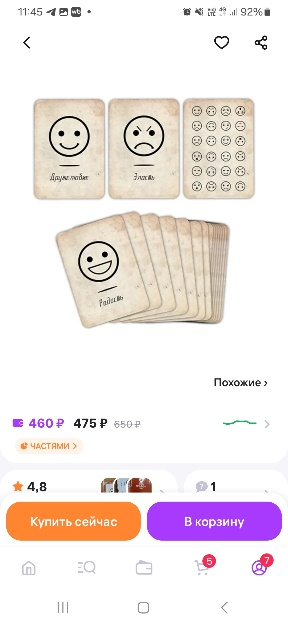 11:45
92%
Дружелюбие
Злость
Радость
Похожие ›
460 ₽ 475 ₽ 650 ₽
ЧАСТЯМИ ›
4,8
1
Купить сейчас
В корзину
5
7